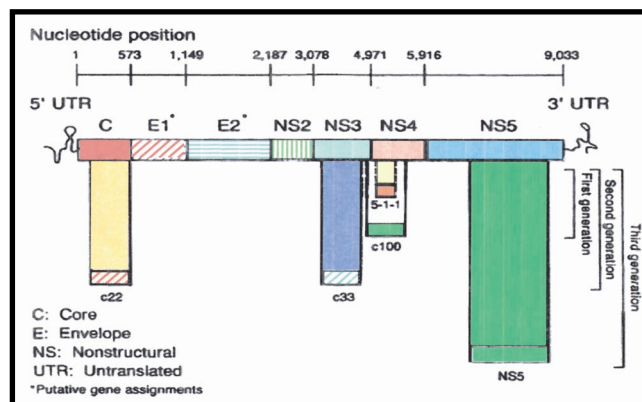 Nucleotide position
1 573 1,149 2,187 3,078 4,971 5,916 9,033
5' UTR 3' UTR
C E1* E2* NS2 NS3 NS4 NS5
5-1-1
c100
c22 c33
NS5
First generation
Second generation
Third generation
C: Core
E: Envelope
NS: Nonstructural
UTR: Untranslated
*Putative gene assignments